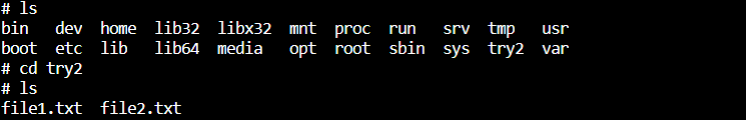 # ls
bin   dev  home  lib32  libx32  mnt  proc  run   srv  tmp   usr
boot  etc  lib   lib64  media   opt  root  sbin  sys  try2  var
# cd try2
# ls
file1.txt  file2.txt